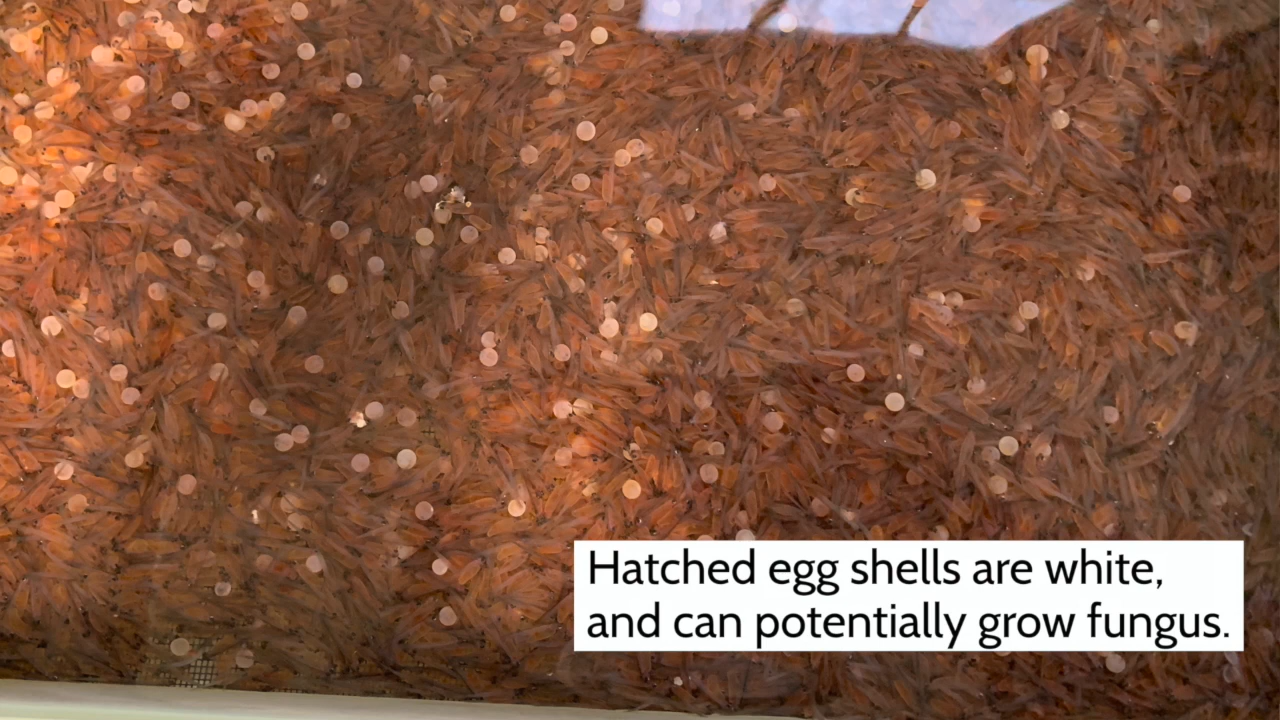 Hatched egg shells are white,
and can potentially grow fungus.